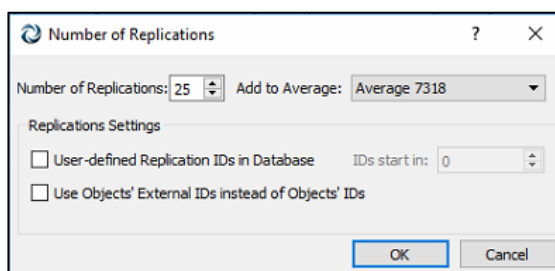 Number of Replications
Number of Replications: 25 Add to Average: Average 7318
Replications Settings
User-defined Replication IDs in Database IDs start in: 0
Use Objects' External IDs instead of Objects' IDs
OK Cancel